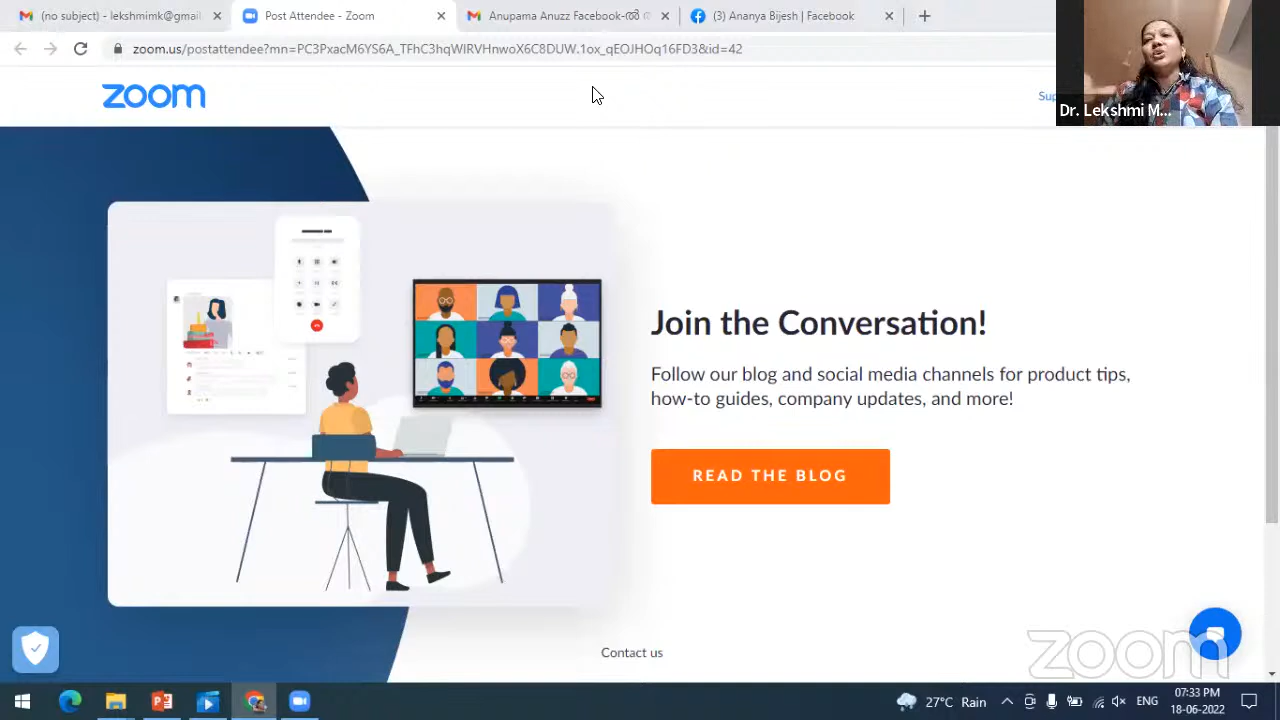 (no subject) - lekshmimk@gmail
Post Attendee - Zoom
Anupama Anuzz Facebook-ൽ ന
(3) Ananya Bijesh | Facebook
zoom.us/postattendee?mn=PC3PxacM6YS6A_TFhC3hqWIRVHnwoX6C8DUW.1ox_qEOJHOq16FD3&id=42
zoom
Sup
Dr. Lekshmi M...
Join the Conversation!
Follow our blog and social media channels for product tips,
how-to guides, company updates, and more!
READ THE BLOG
Contact us
zoom
27°C Rain
ENG
07:33 PM
18-06-2022